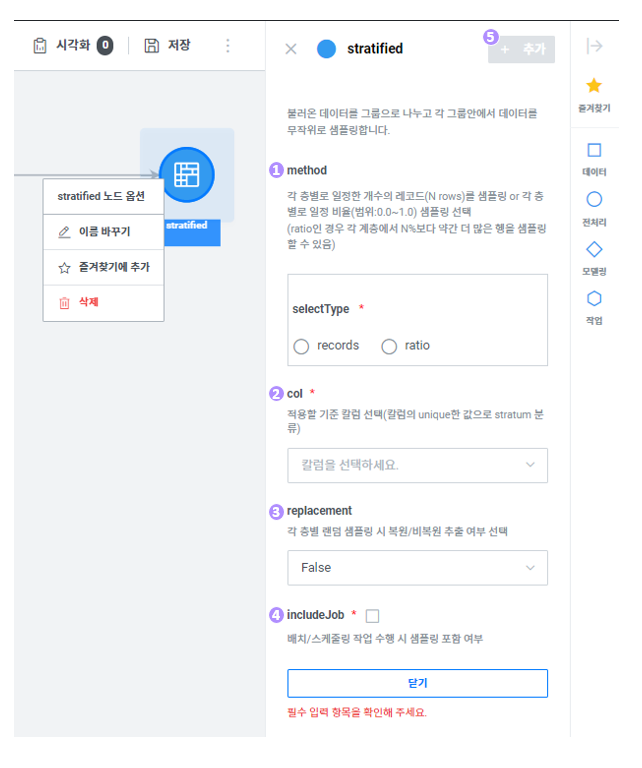 시각화 0
저장
stratified
5
+ 추가
즐겨찾기
데이터
전처리
모델링
작업
stratified
stratified 노드 옵션
이름 바꾸기
즐겨찾기에 추가
삭제
불러온 데이터를 그룹으로 나누고 각 그룹안에서 데이터를
무작위로 샘플링합니다.
1 method
각 층별로 일정한 개수의 레코드(N rows)를 샘플링 or 각 층
별로 일정 비율(범위:0.0~1.0) 샘플링 선택
(ratio인 경우 각 계층에서 N%보다 약간 더 많은 행을 샘플링
할 수 있음)
selectType *
records
ratio
2 col *
적용할 기준 칼럼 선택(칼럼의 unique한 값으로 stratum 분
류)
칼럼을 선택하세요.
3 replacement
각 층별 랜덤 샘플링 시 복원/비복원 추출 여부 선택
False
4 includeJob *
배치/스케줄링 작업 수행 시 샘플링 포함 여부
닫기
필수 입력 항목을 확인해 주세요.